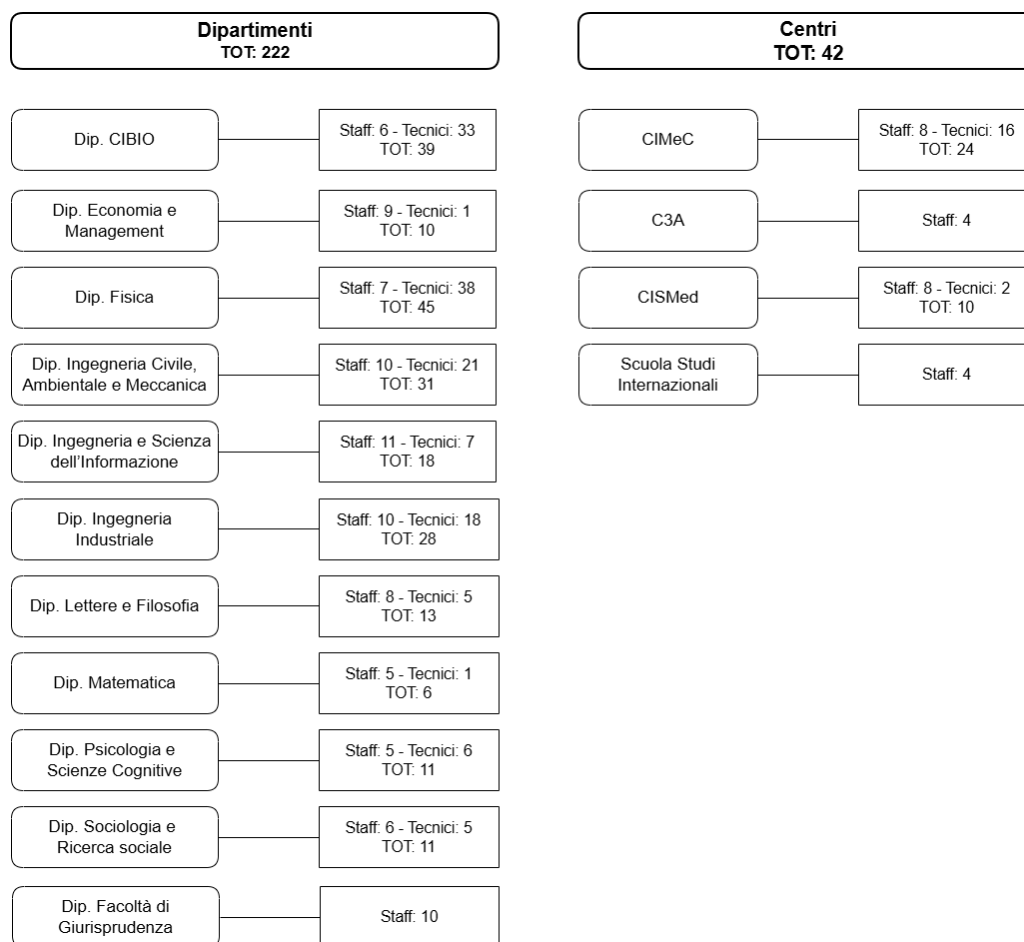 Dipartimenti
TOT: 222
Dip. CIBIO
Staff: 6 - Tecnici: 33
TOT: 39
Dip. Economia e
Management
Staff: 9 - Tecnici: 1
TOT: 10
Dip. Fisica
Staff: 7 - Tecnici: 38
TOT: 45
Dip. Ingegneria Civile,
Ambientale e Meccanica
Staff: 10 - Tecnici: 21
TOT: 31
Dip. Ingegneria e Scienza
dell'Informazione
Staff: 11 - Tecnici: 7
TOT: 18
Dip. Ingegneria
Industriale
Staff: 10 - Tecnici: 18
TOT: 28
Dip. Lettere e Filosofia
Staff: 8 - Tecnici: 5
TOT: 13
Dip. Matematica
Staff: 5 - Tecnici: 1
TOT: 6
Dip. Psicologia e
Scienze Cognitive
Staff: 5 - Tecnici: 6
TOT: 11
Dip. Sociologia e
Ricerca sociale
Staff: 6 - Tecnici: 5
TOT: 11
Dip. Facoltà di
Giurisprudenza
Staff: 10
Centri
TOT: 42
CIMeC
Staff: 8 - Tecnici: 16
TOT: 24
C3A
Staff: 4
CISMed
Staff: 8 - Tecnici: 2
TOT: 10
Scuola Studi
Internazionali
Staff: 4